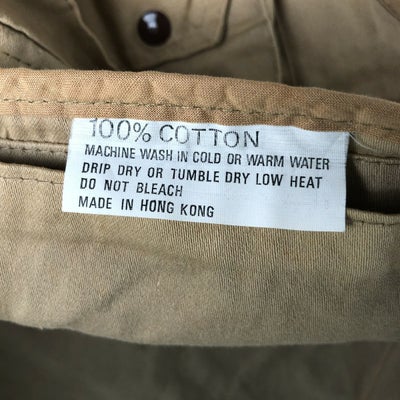 100% COTTON
MACHINE WASH IN COLD OR WARM WATER
DRIP DRY OR TUMBLE DRY LOW HEAT
DO NOT BLEACH
MADE IN HONG KONG